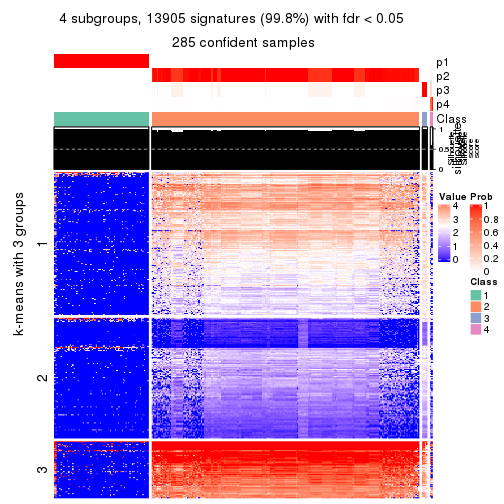 4 subgroups, 13905 signatures (99.8%) with fdr < 0.05
285 confident samples
p1
p2
p3
p4
Class
1
0.5
0
k-means with 3 groups
1
2
3
Value
4
3
2
1
0
Prob
1
0.8
0.6
0.4
0.2
0
Class
1
2
3
4